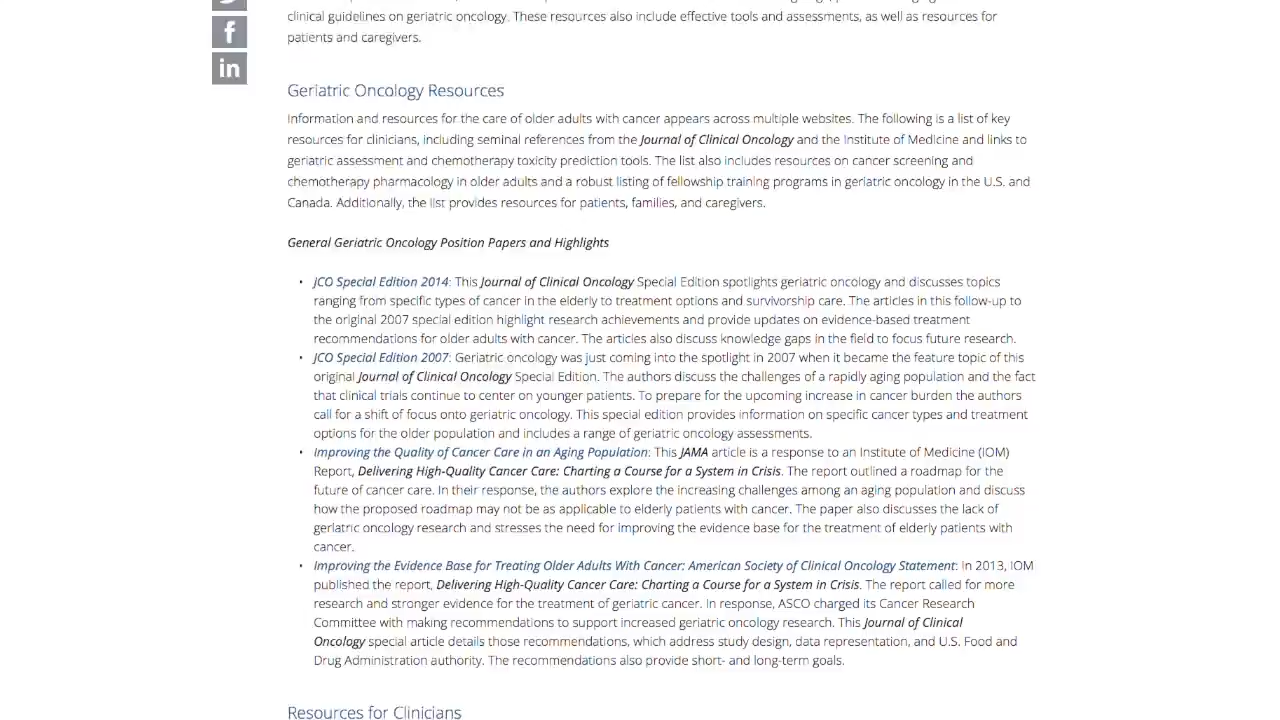 clinical guidelines on geriatric oncology. These resources also include effective tools and assessments, as well as resources for
patients and caregivers.
f
in
Geriatric Oncology Resources
Information and resources for the care of older adults with cancer appears across multiple websites. The following is a list of key
resources for clinicians, including seminal references from the Journal of Clinical Oncology and the Institute of Medicine and links to
geriatric assessment and chemotherapy toxicity prediction tools. The list also includes resources on cancer screening and
chemotherapy pharmacology in older adults and a robust listing of fellowship training programs in geriatric oncology in the U.S. and
Canada. Additionally, the list provides resources for patients, families, and caregivers.
General Geriatric Oncology Position Papers and Highlights
• JCO Special Edition 2014: This Journal of Clinical Oncology Special Edition spotlights geriatric oncology and discusses topics
ranging from specific types of cancer in the elderly to treatment options and survivorship care. The articles in this follow-up to
the original 2007 special edition highlight research achievements and provide updates on evidence-based treatment
recommendations for older adults with cancer. The articles also discuss knowledge gaps in the field to focus future research.
• JCO Special Edition 2007: Geriatric oncology was just coming into the spotlight in 2007 when it became the feature topic of this
original Journal of Clinical Oncology Special Edition. The authors discuss the challenges of a rapidly aging population and the fact
that clinical trials continue to center on younger patients. To prepare for the upcoming increase in cancer burden the authors
call for a shift of focus onto geriatric oncology. This special edition provides information on specific cancer types and treatment
options for the older population and includes a range of geriatric oncology assessments.
• Improving the Quality of Cancer Care in an Aging Population: This JAMA article is a response to an Institute of Medicine (IOM)
Report, Delivering High-Quality Cancer Care: Charting a Course for a System in Crisis. The report outlined a roadmap for the
future of cancer care. In their response, the authors explore the increasing challenges among an aging population and discuss
how the proposed roadmap may not be as applicable to elderly patients with cancer. The paper also discusses the lack of
geriatric oncology research and stresses the need for improving the evidence base for the treatment of elderly patients with
cancer.
• Improving the Evidence Base for Treating Older Adults With Cancer: American Society of Clinical Oncology Statement: In 2013, IOM
published the report, Delivering High-Quality Cancer Care: Charting a Course for a System in Crisis. The report called for more
research and stronger evidence for the treatment of geriatric cancer. In response, ASCO charged its Cancer Research
Committee with making recommendations to support increased geriatric oncology research. This Journal of Clinical
Oncology special article details those recommendations, which address study design, data representation, and U.S. Food and
Drug Administration authority. The recommendations also provide short- and long-term goals.
Resources for Clinicians